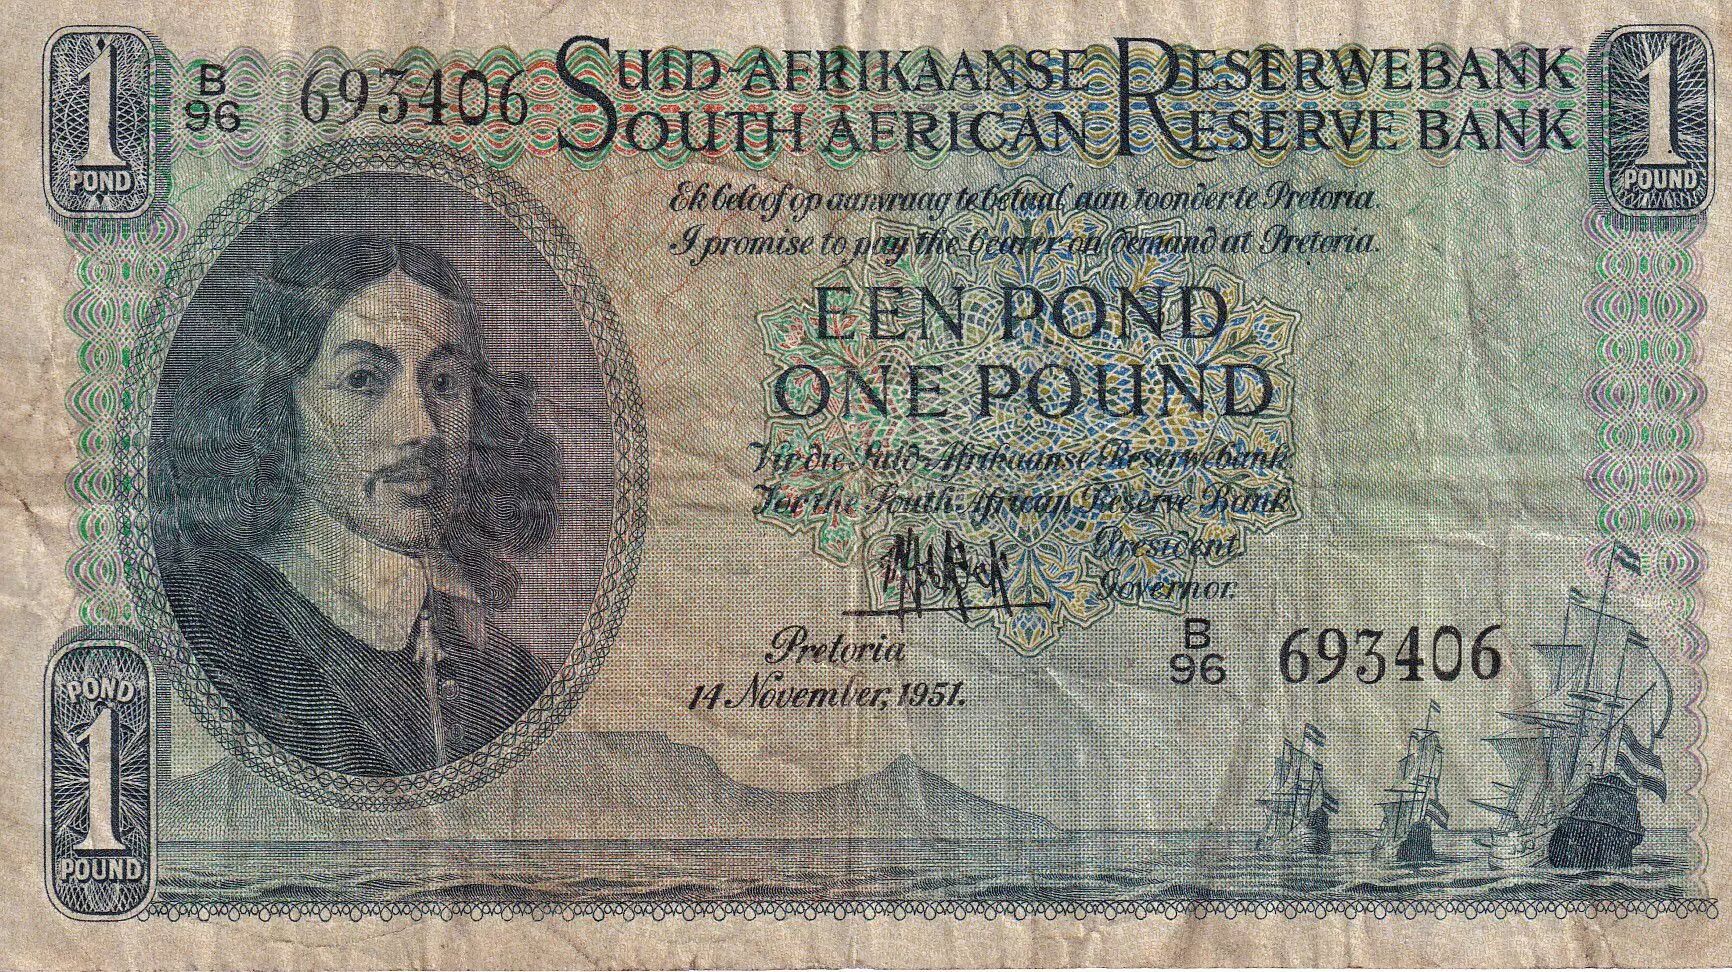 1
POND
B
96 693406
SUID-AFRIKAANSE RESERWEBANK
SOUTH AFRICAN RESERVE BANK
1
POUND
Ek beloof op aanvraag te betaal aan toonder te Pretoria.
I promise to pay the bearer on demand at Pretoria.
EEN POND
ONE POUND
Vir die Suid-Afrikaanse Reserwebank
For the South African Reserve Bank
President.
Governor.
Pretoria
14 November, 1951.
B
96 693406
POND
1
POUND